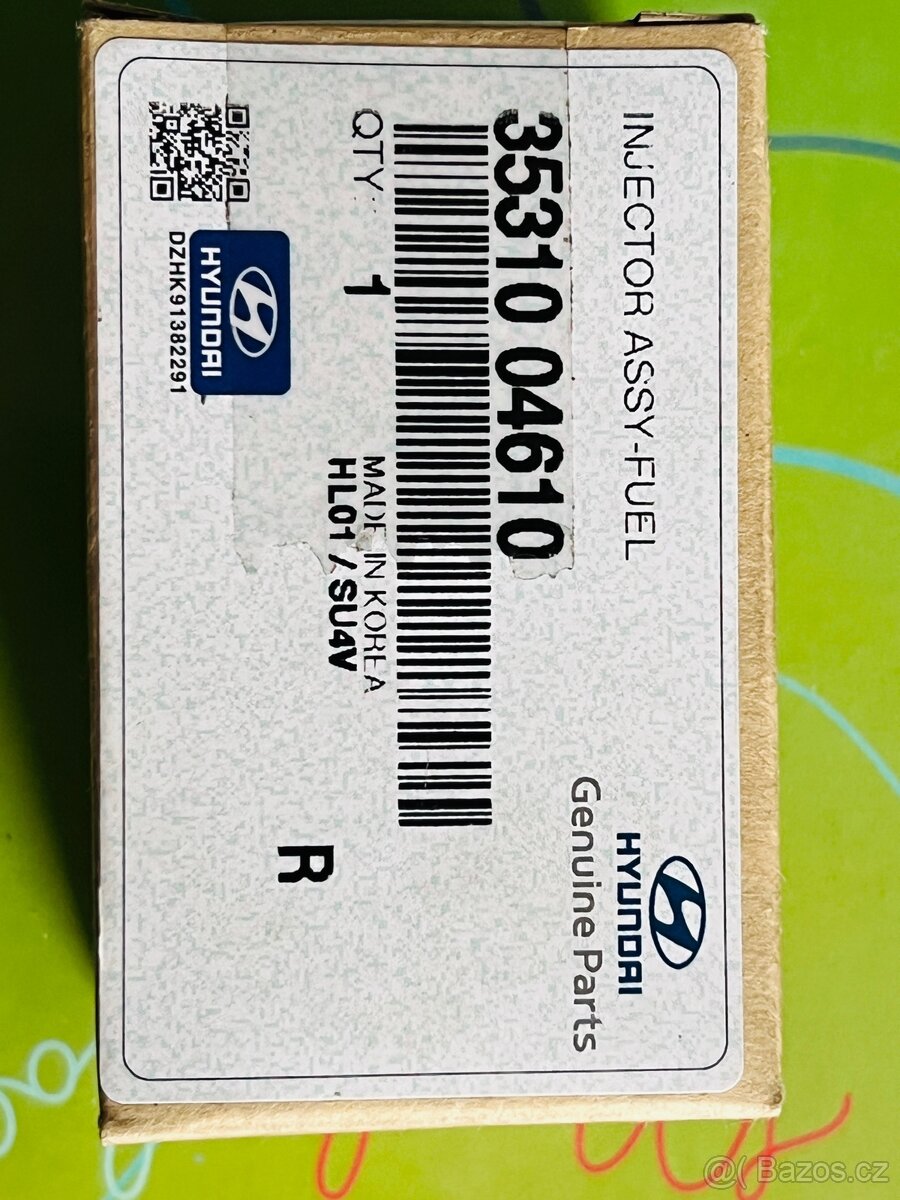 INJECTOR ASSY-FUEL
HYUNDAI
Genuine Parts
35310 04610
QTY 1
MADE IN KOREA
HL01 / SU4V
R
HYUNDAI
DZHK91382291
@( Bazos.cz